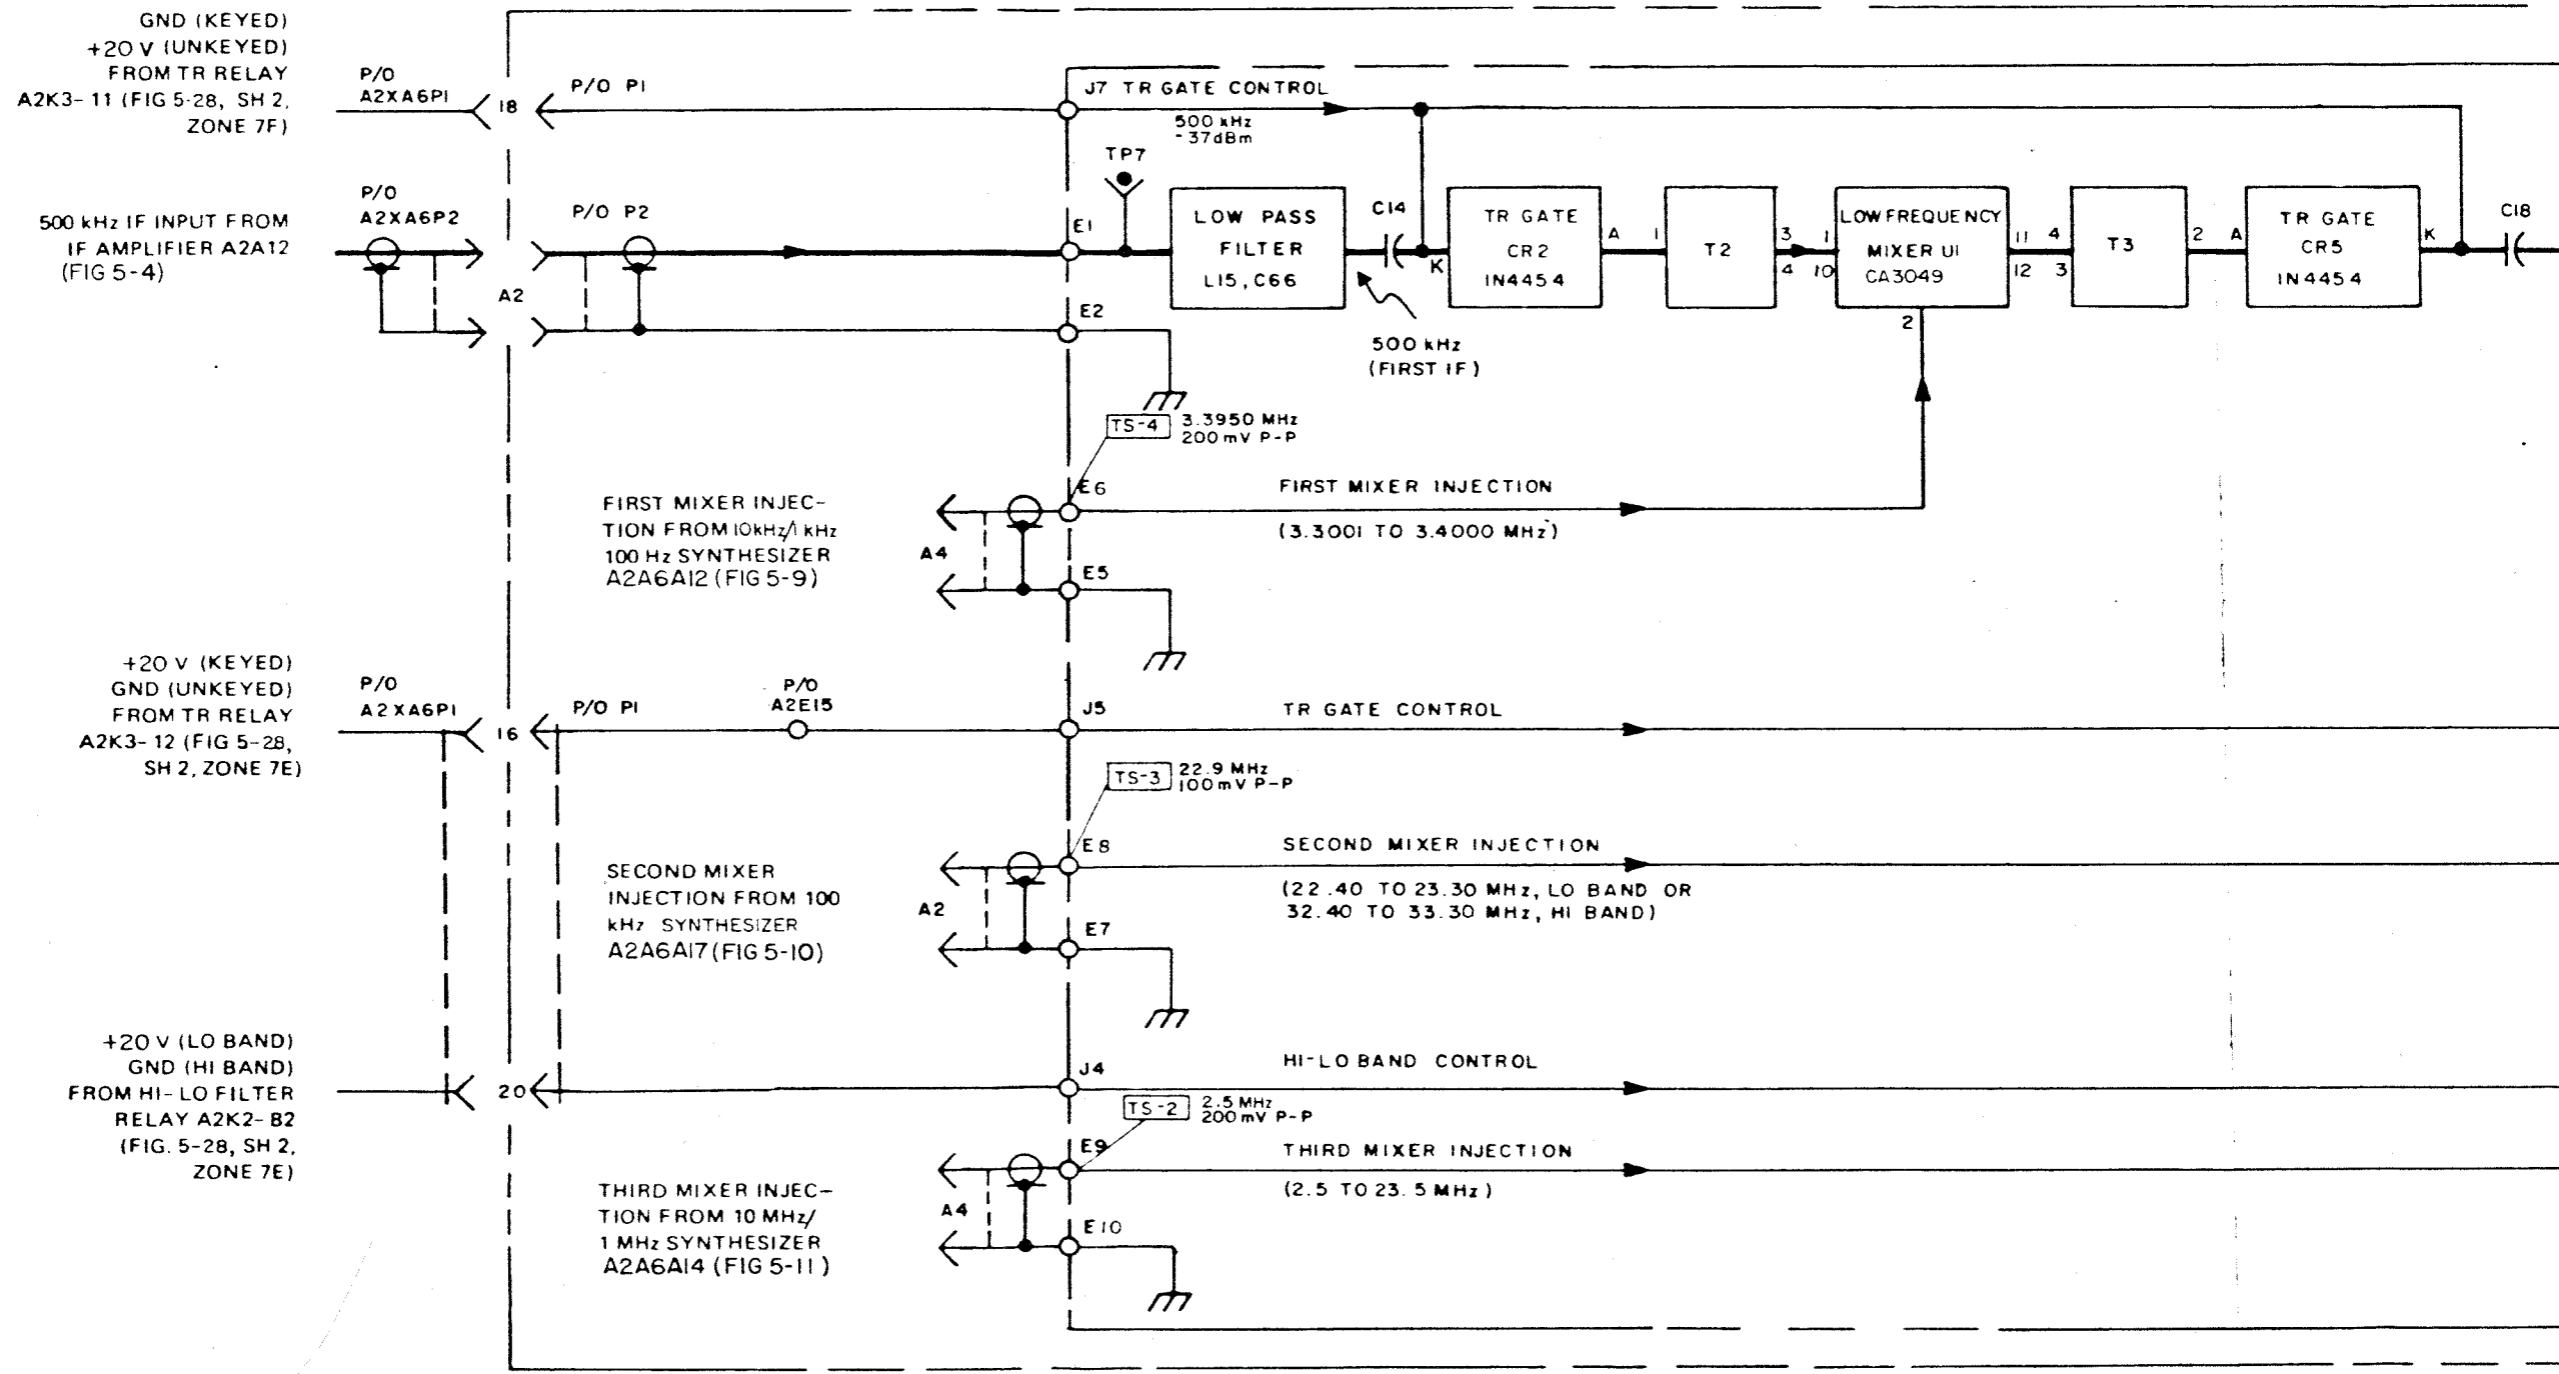 GND (KEYED)
+20 V (UNKEYED)
FROM TR RELAY
A2K3-11 (FIG 5-28, SH 2,
ZONE 7F)
P/O
A2XA6P1
18
P/O P1
J7 TR GATE CONTROL
500 kHz
-37dBm
TP7
500 kHz IF INPUT FROM
IF AMPLIFIER A2A12
(FIG 5-4)
P/O
A2XA6P2
A2
P/O P2
E1
E2
LOW PASS
FILTER
L15, C66
C14
500 kHz
(FIRST IF)
K
TR GATE
CR2
IN4454
A
1
T2
3
4
1
10
LOW FREQUENCY
MIXER U1
CA3049
2
11
12
4
3
T3
2
A
TR GATE
CR5
IN4454
K
C18
TS-4
3.3950 MHz
200mV P-P
FIRST MIXER INJEC-
TION FROM 10kHz/1 kHz
100 Hz SYNTHESIZER
A2A6A12 (FIG 5-9)
A4
E6
E5
FIRST MIXER INJECTION
(3.3001 TO 3.4000 MHz)
+20 V (KEYED)
GND (UNKEYED)
FROM TR RELAY
A2K3-12 (FIG 5-28,
SH 2, ZONE 7E)
P/O
A2XA6P1
16
P/O P1
P/O
A2E15
J5
TR GATE CONTROL
TS-3
22.9 MHz
100mV P-P
SECOND MIXER
INJECTION FROM 100
kHz SYNTHESIZER
A2A6A17 (FIG 5-10)
A2
E8
E7
SECOND MIXER INJECTION
(22.40 TO 23.30 MHz, LO BAND OR
32.40 TO 33.30 MHz, HI BAND)
+20 V (LO BAND)
GND (HI BAND)
FROM HI-LO FILTER
RELAY A2K2-B2
(FIG. 5-28, SH 2,
ZONE 7E)
20
J4
HI-LO BAND CONTROL
TS-2
2.5 MHz
200mV P-P
THIRD MIXER INJEC-
TION FROM 10 MHz/
1 MHz SYNTHESIZER
A2A6A14 (FIG 5-11)
A4
E9
E10
THIRD MIXER INJECTION
(2.5 TO 23.5 MHz)